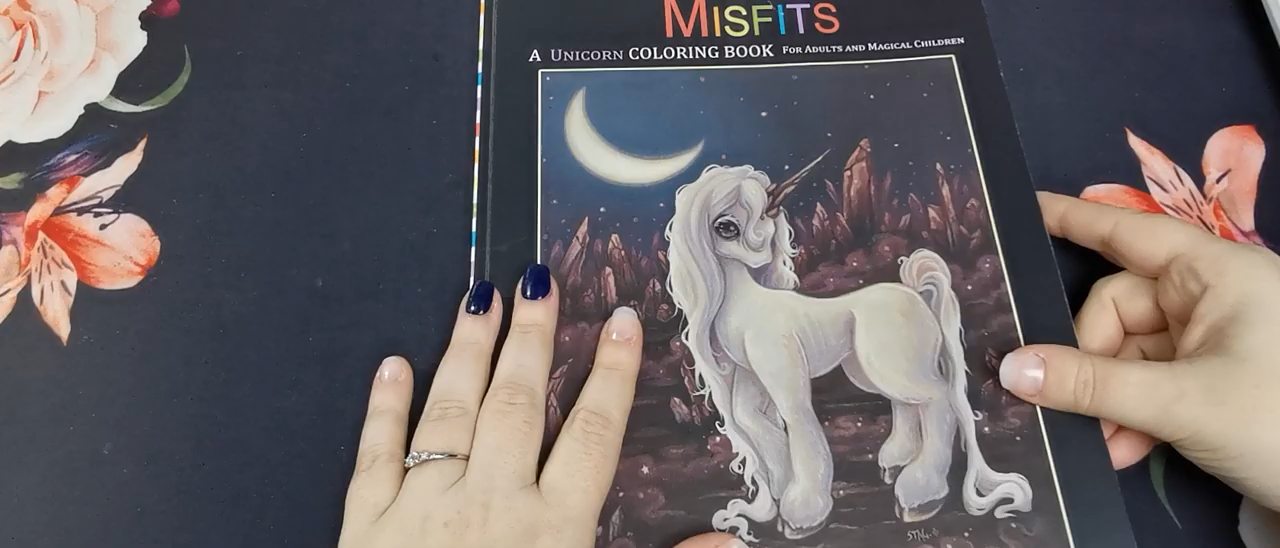 MISFITS
A UNICORN COLORING BOOK FOR ADULTS AND MAGICAL CHILDREN